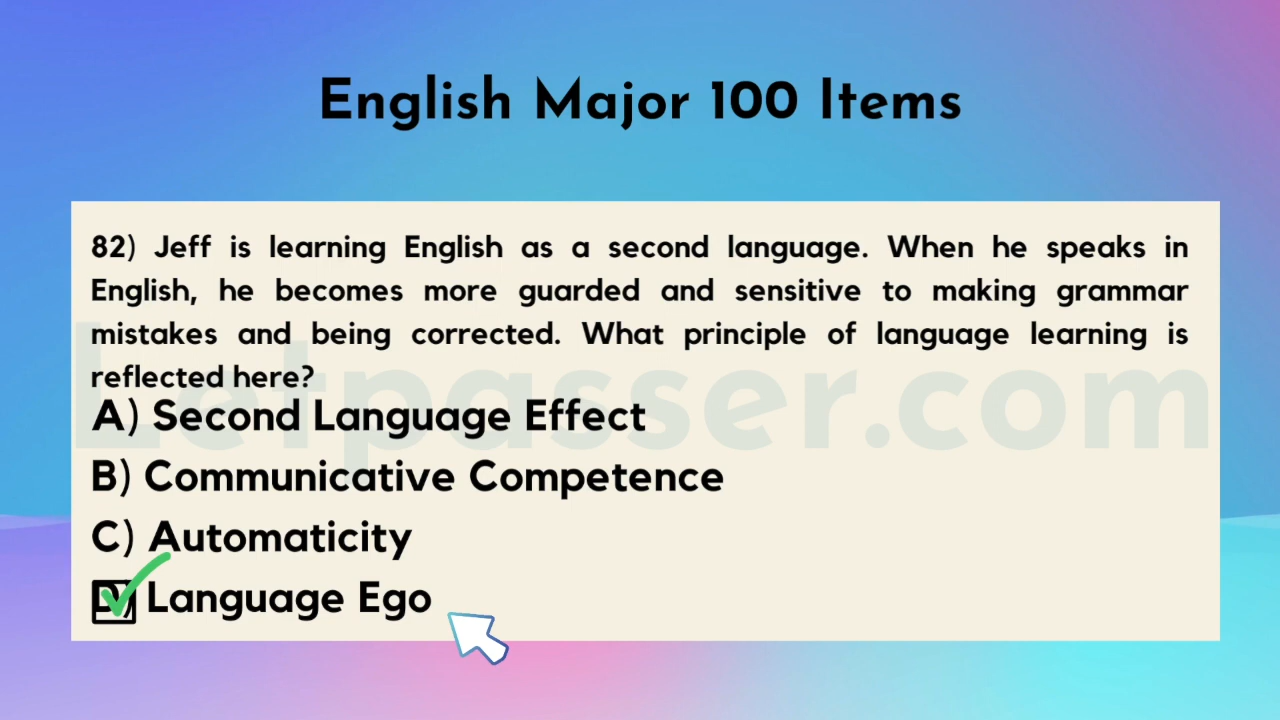 English Major 100 Items
82) Jeff is learning English as a second language. When he speaks in
English, he becomes more guarded and sensitive to making grammar
mistakes and being corrected. What principle of language learning is
reflected here?
A) Second Language Effect
B) Communicative Competence
C) Automaticity
D) Language Ego
Letpasser.com